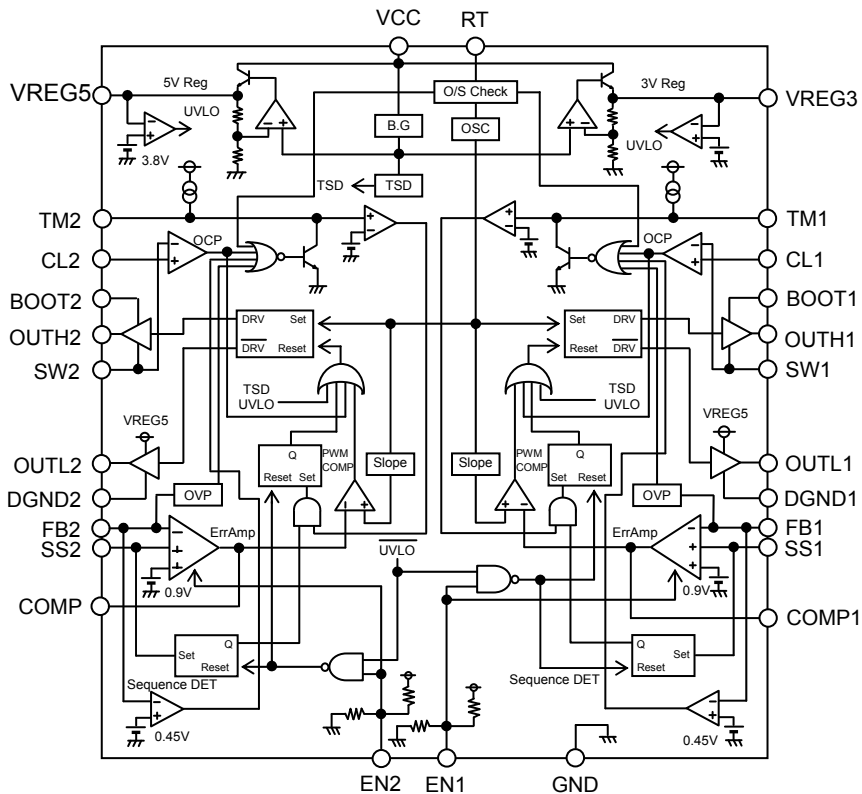 VCC RT
VREG5 5V Reg 3V Reg VREG3
O/S Check
UVLO UVLO
B.G OSC
3.8V
TSD TSD
TM2 TM1
OCP OCP
CL2 CL1
BOOT2 BOOT1
DRV Set Set DRV
OUTH2 OUTH1
DRV Reset Reset DRV
SW2 SW1
TSD TSD
UVLO UVLO
VREG5 VREG5
Q PWM COMP Slope Slope PWM COMP Q
OUTL2 Reset Set Set Reset OUTL1
OVP OVP
DGND2 DGND1
FB2 ErrAmp ErrAmp FB1
SS2 SS1
UVLO
0.9V 0.9V
COMP COMP1
Q Q
Set Reset Reset Set
Sequence DET Sequence DET
0.45V 0.45V
EN2 EN1 GND